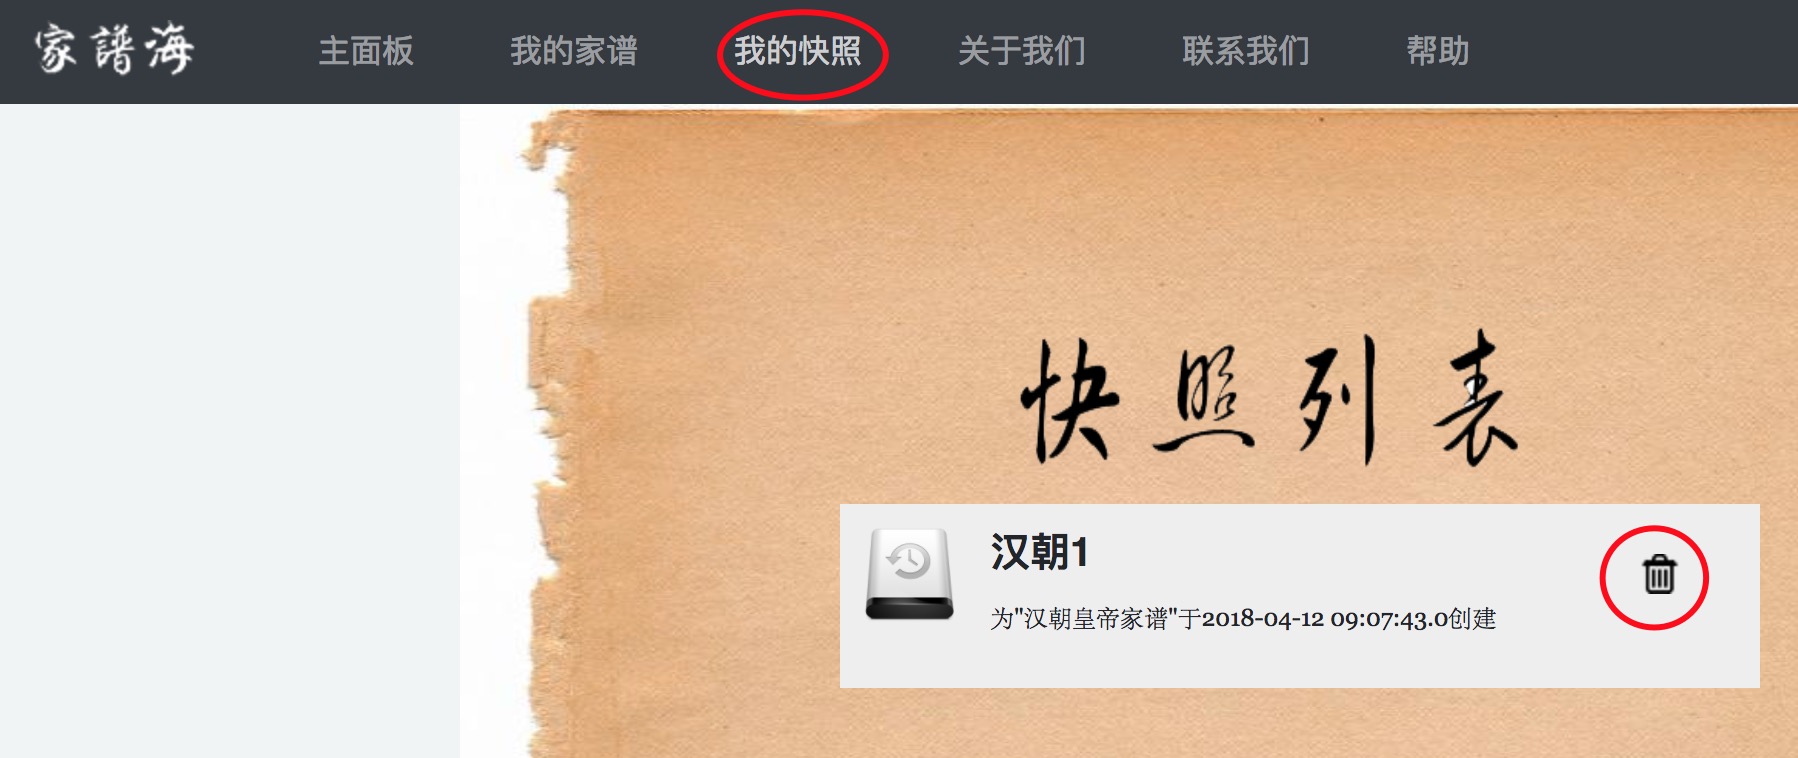 家譜海 主面板 我的家谱 我的快照 关于我们 联系我们 帮助
快照列表
汉朝1
为"汉朝皇帝家谱"于2018-04-12 09:07:43.0创建